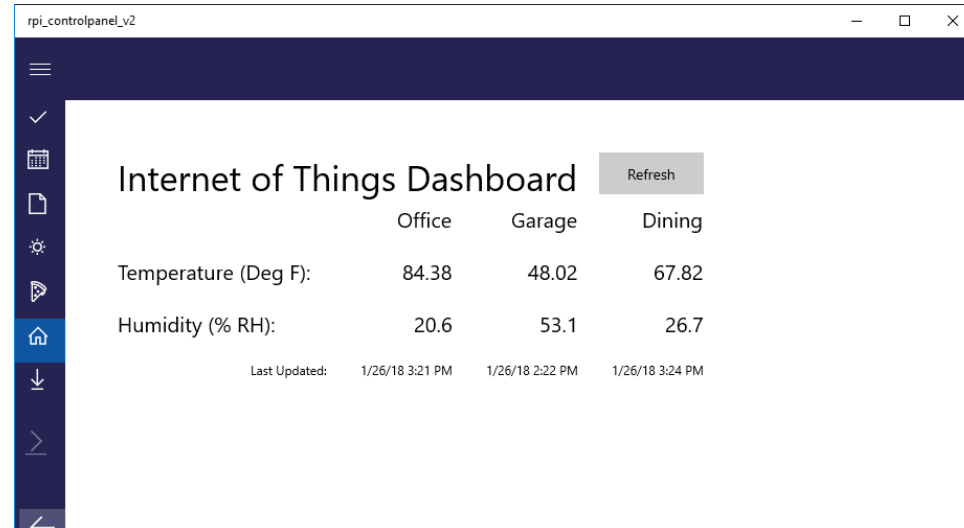 rpi_controlpanel_v2
Internet of Things Dashboard Refresh
Office Garage Dining
Temperature (Deg F): 84.38 48.02 67.82
Humidity (% RH): 20.6 53.1 26.7
Last Updated: 1/26/18 3:21 PM 1/26/18 2:22 PM 1/26/18 3:24 PM